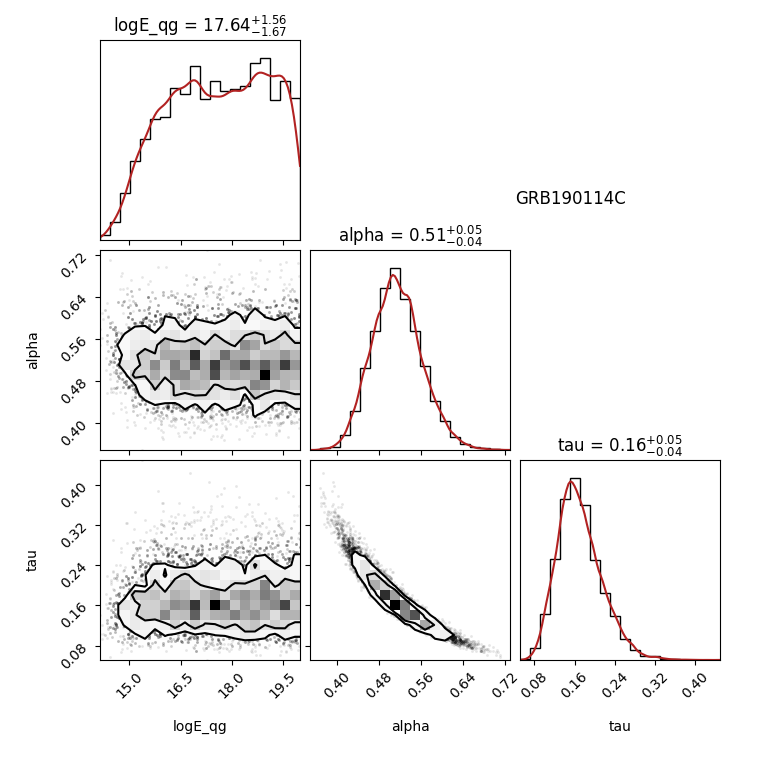 logE_qg = 17.64+1.56 −1.67
GRB190114C
alpha = 0.51+0.05 −0.04
0.72
0.64
0.56
0.48
0.40
alpha
tau = 0.16+0.05 −0.04
0.40
0.32
0.24
0.16
0.08
tau
15.0 16.5 18.0 19.5
0.40 0.48 0.56 0.64 0.72
0.08 0.16 0.24 0.32 0.40
logE_qg alpha tau